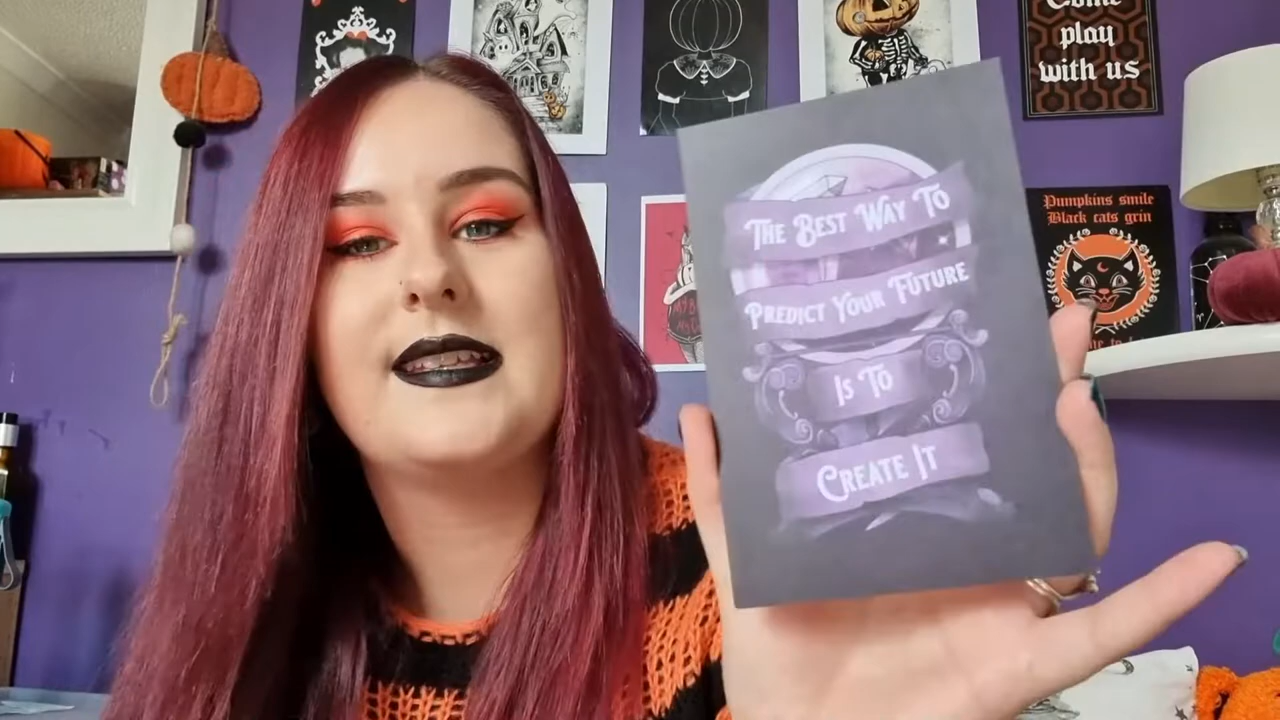 Come
play
with us
The Best Way To
Predict Your Future
Is To
Create It
Pumpkins smile
Black cats grin